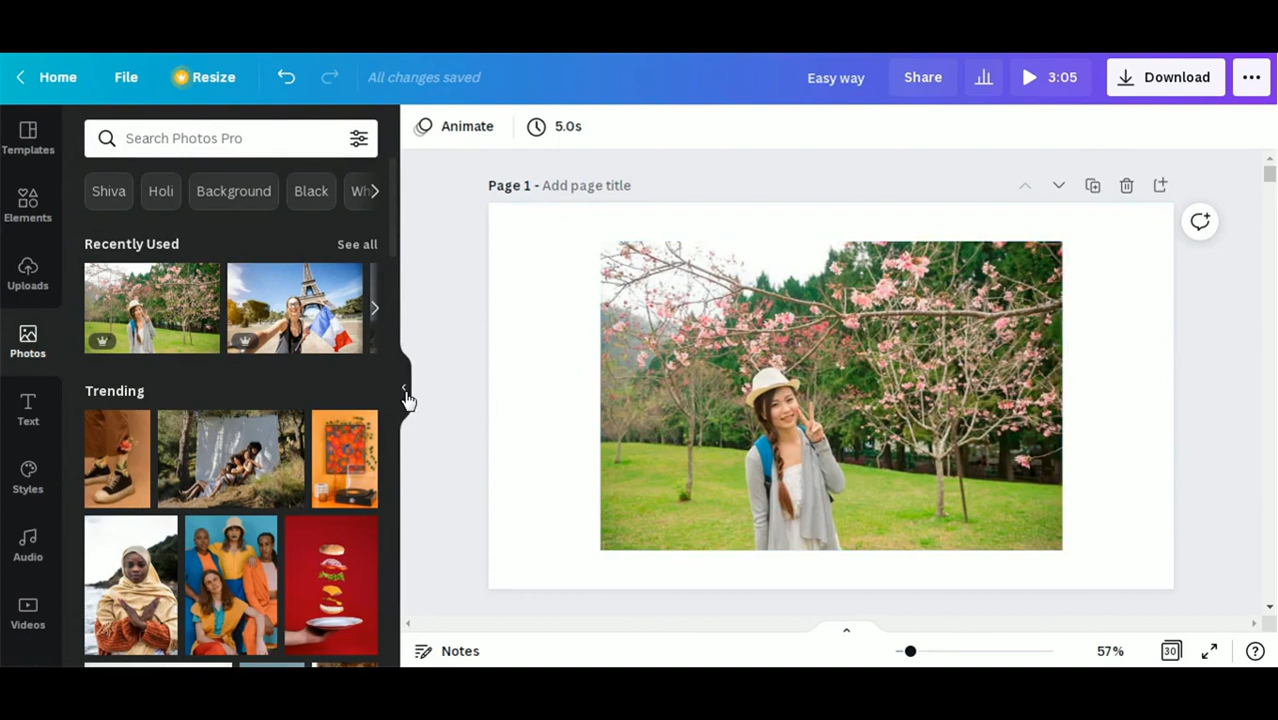 Home
File
Resize
All changes saved
Easy way
Share
3:05
Download
Templates
Elements
Uploads
Photos
Text
Styles
Audio
Videos
Search Photos Pro
Shiva
Holi
Background
Black
Wh
Recently Used
See all
Trending
Animate
5.0s
Page 1 - Add page title
Notes
57%
30